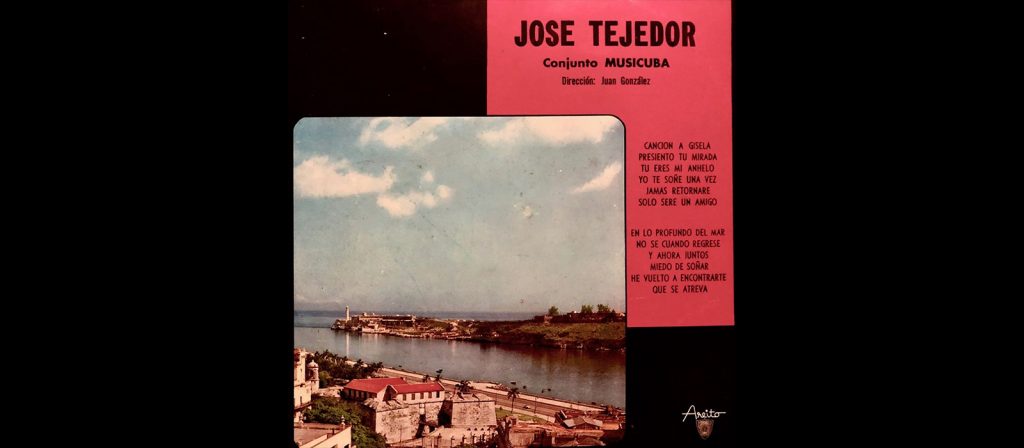 JOSE TEJEDOR
Conjunto MUSICUBA
Dirección: Juan González
CANCION A GISELA
PRESIENTO TU MIRADA
TU ERES MI ANHELO
YO TE SOÑE UNA VEZ
JAMAS RETORNARE
SOLO SERE UN AMIGO
EN LO PROFUNDO DEL MAR
NO SE CUANDO REGRESE
Y AHORA JUNTOS
MIEDO DE SOÑAR
HE VUELTO A ENCONTRARTE
QUE SE ATREVA
Areito